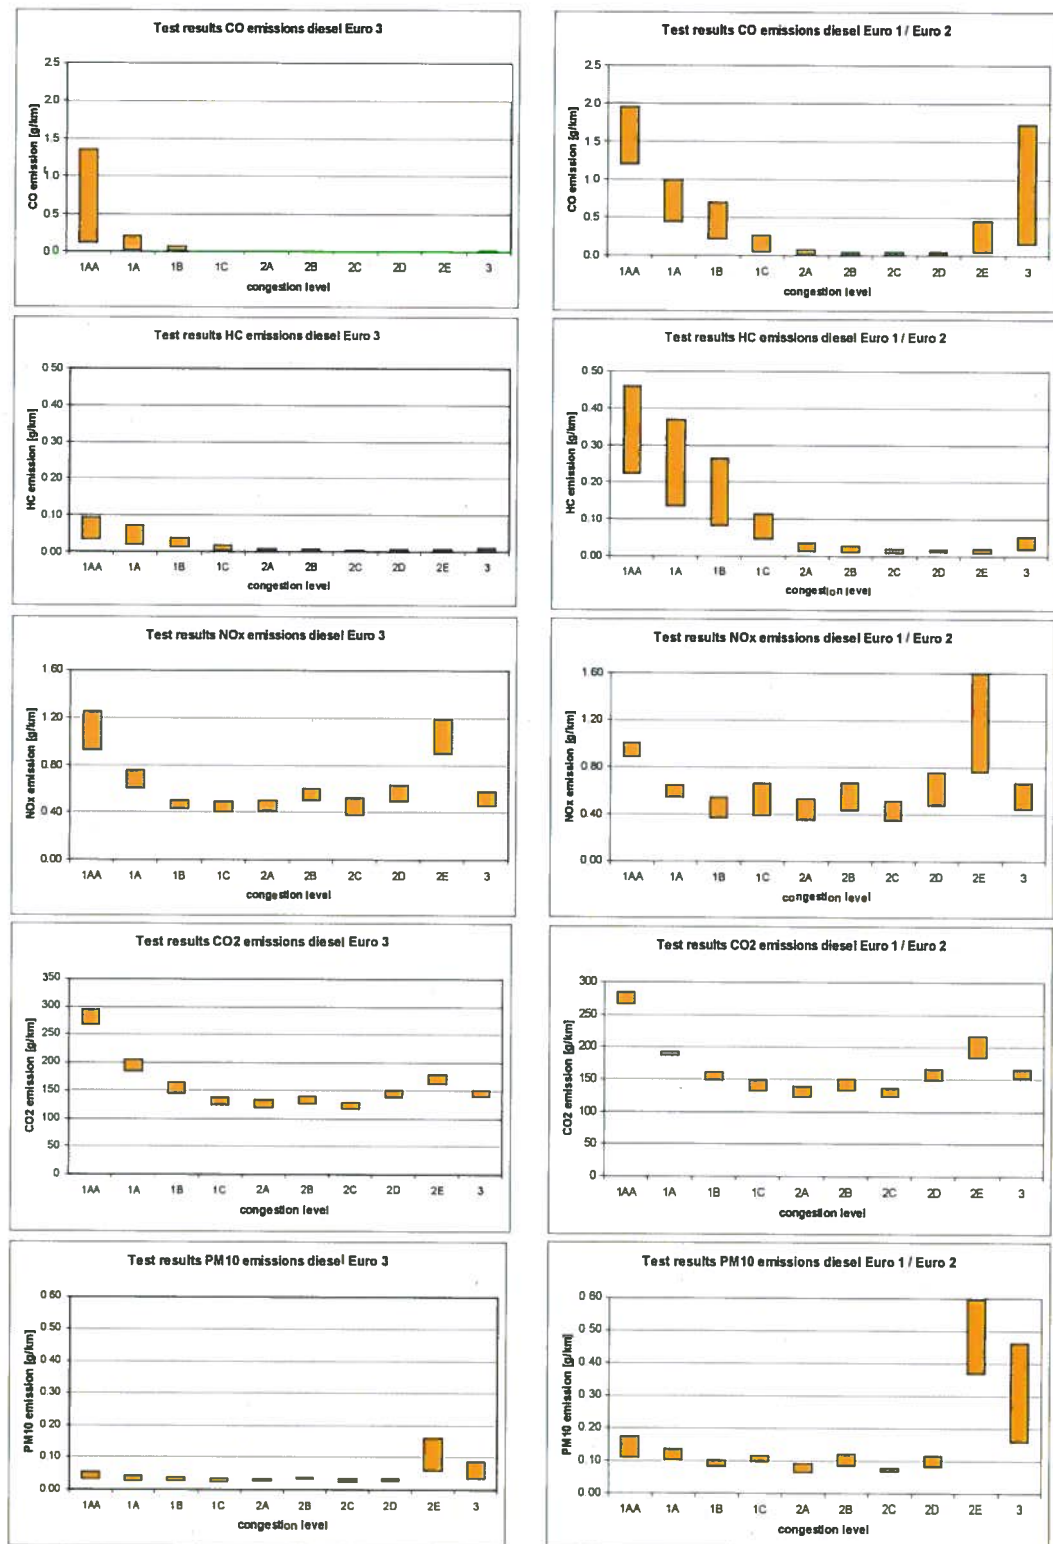 Test results CO emissions diesel Euro 3
CO emission [g/km]
2.5
2.0
1.5
1.0
0.5
0.0
1AA 1A 1B 1C 2A 2B 2C 2D 2E 3
congestion level
Test results CO emissions diesel Euro 1 / Euro 2
CO emission [g/km]
2.5
2.0
1.5
1.0
0.5
0.0
1AA 1A 1B 1C 2A 2B 2C 2D 2E 3
congestion level
Test results HC emissions diesel Euro 3
HC emission [g/km]
0.50
0.40
0.30
0.20
0.10
0.00
1AA 1A 1B 1C 2A 2B 2C 2D 2E 3
congestion level
Test results HC emissions diesel Euro 1 / Euro 2
HC emission [g/km]
0.50
0.40
0.30
0.20
0.10
0.00
1AA 1A 1B 1C 2A 2B 2C 2D 2E 3
congestion level
Test results NOx emissions diesel Euro 3
NOx emission [g/km]
1.60
1.20
0.80
0.40
0.00
1AA 1A 1B 1C 2A 2B 2C 2D 2E 3
congestion level
Test results NOx emissions diesel Euro 1 / Euro 2
NOx emission [g/km]
1.60
1.20
0.80
0.40
0.00
1AA 1A 1B 1C 2A 2B 2C 2D 2E 3
congestion level
Test results CO2 emissions diesel Euro 3
CO2 emission [g/km]
350
300
250
200
150
100
50
0
1AA 1A 1B 1C 2A 2B 2C 2D 2E 3
congestion level
Test results CO2 emissions diesel Euro 1 / Euro 2
CO2 emission [g/km]
300
250
200
150
100
50
0
1AA 1A 1B 1C 2A 2B 2C 2D 2E 3
congestion level
Test results PM10 emissions diesel Euro 3
PM10 emission [g/km]
0.60
0.50
0.40
0.30
0.20
0.10
0.00
1AA 1A 1B 1C 2A 2B 2C 2D 2E 3
congestion level
Test results PM10 emissions diesel Euro 1 / Euro 2
PM10 emission [g/km]
0.60
0.50
0.40
0.30
0.20
0.10
0.00
1AA 1A 1B 1C 2A 2B 2C 2D 2E 3
congestion level